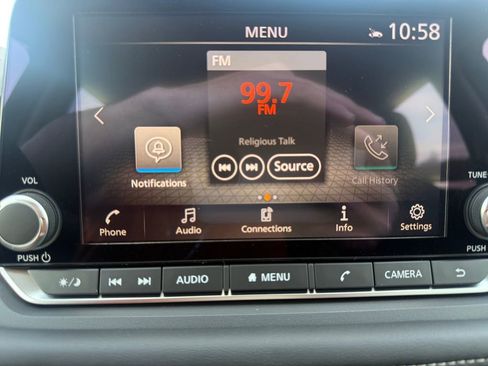 MENU
10:58
FM
99.7
FM
Religious Talk
Source
Notifications
Call History
VOL
TUNE
Phone
Audio
Connections
Info
Settings
PUSH
PUSH
AUDIO
MENU
CAMERA